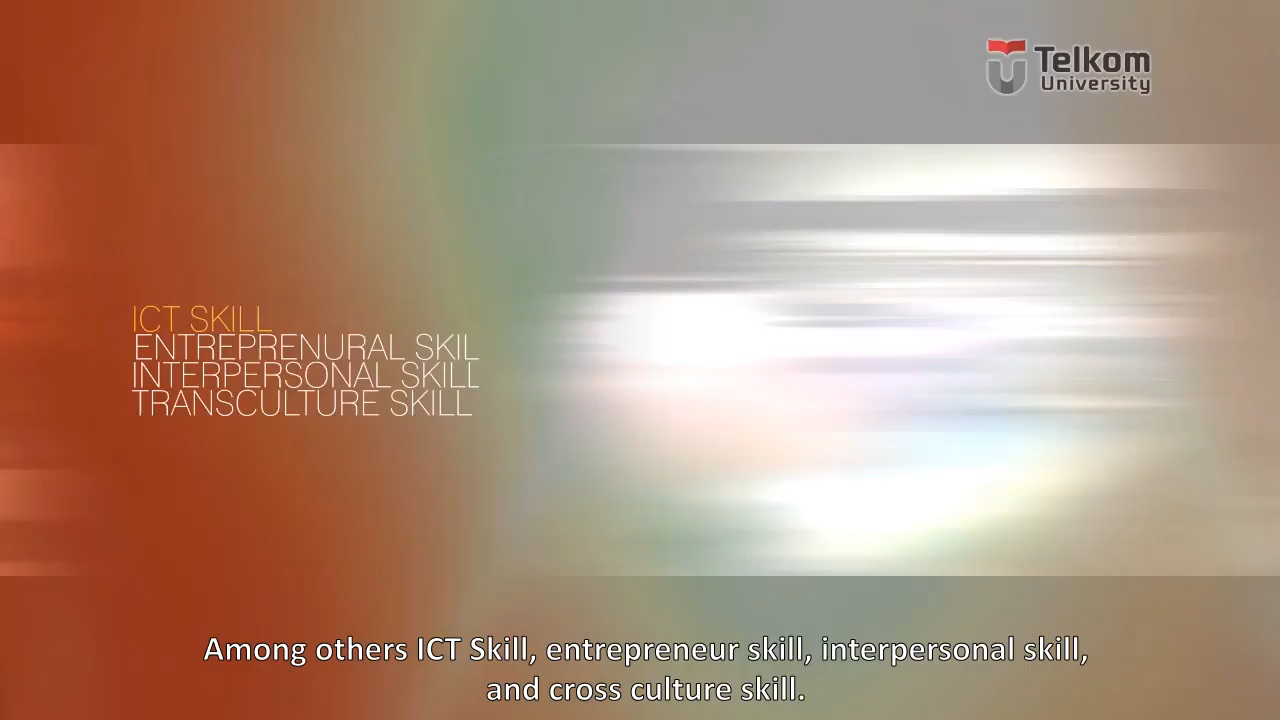 Telkom
University
ICT SKILL
ENTREPRENURAL SKIL
INTERPERSONAL SKILL
TRANSCULTURE SKILL
Among others ICT Skill, entrepreneur skill, interpersonal skill,
and cross culture skill.